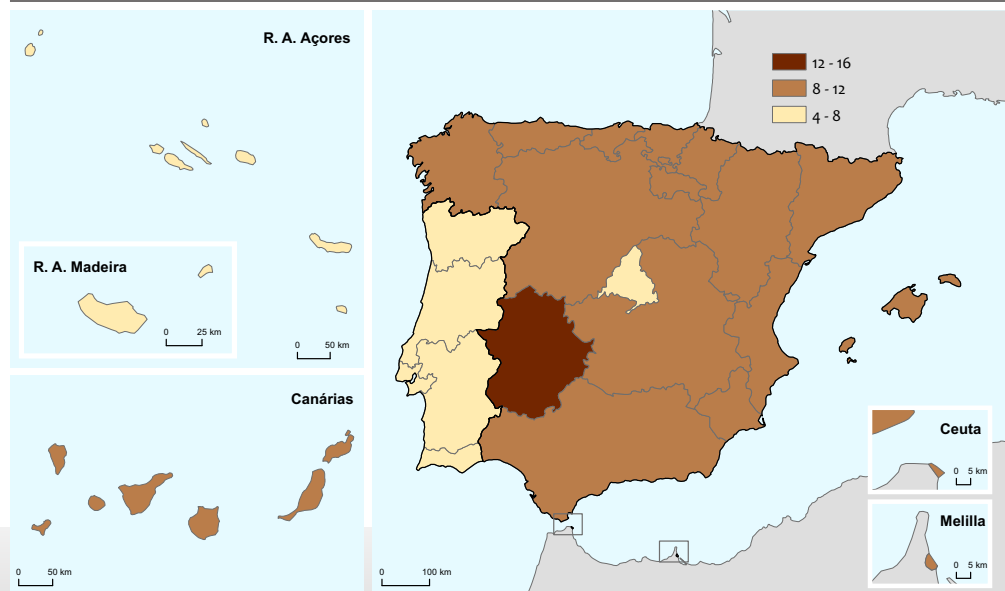 R. A. Açores
R. A. Madeira
0 25 km
0 50 km
Canárias
0 50 km
12 - 16
8 - 12
4 - 8
Ceuta
0 5 km
Melilla
0 5 km
0 100 km